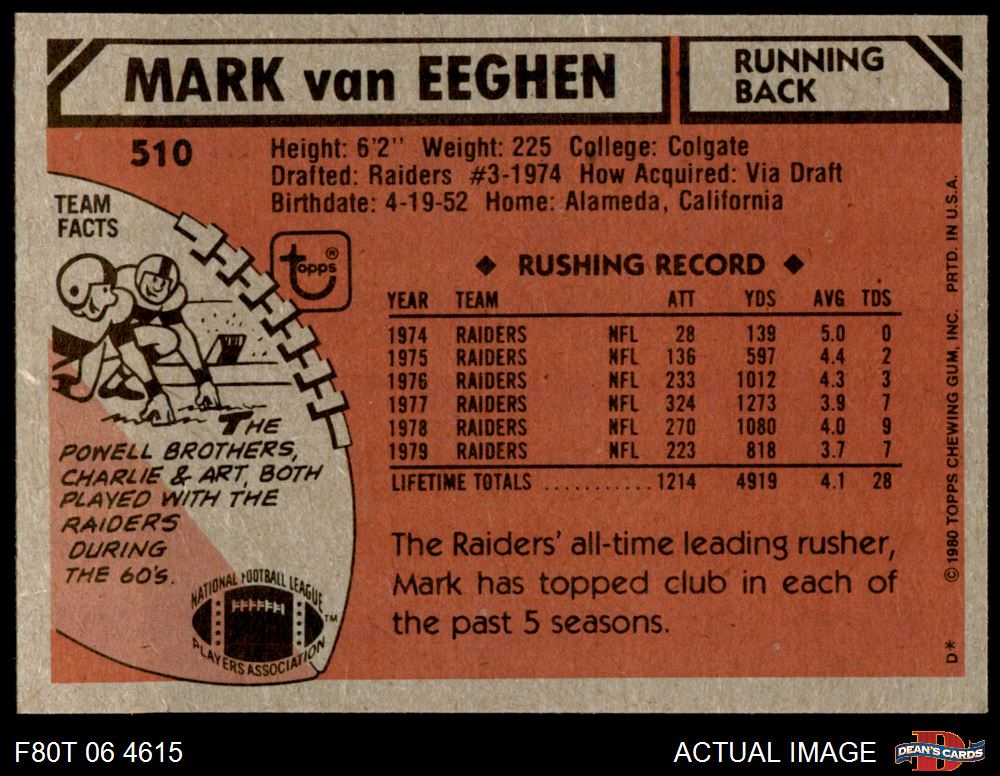 MARK van EEGHEN
RUNNING
BACK
510
Height: 6'2'' Weight: 225 College: Colgate
Drafted: Raiders #3-1974 How Acquired: Via Draft
Birthdate: 4-19-52 Home: Alameda, California
TEAM
FACTS
topps®
THE
POWELL BROTHERS,
CHARLIE & ART, BOTH
PLAYED WITH THE
RAIDERS
DURING
THE 60'S.
NATIONAL FOOTBALL LEAGUE
PLAYERS ASSOCIATION
TM
◆ RUSHING RECORD ◆
YEAR TEAM ATT YDS AVG TDS
1974 RAIDERS NFL 28 139 5.0 0
1975 RAIDERS NFL 136 597 4.4 2
1976 RAIDERS NFL 233 1012 4.3 3
1977 RAIDERS NFL 324 1273 3.9 7
1978 RAIDERS NFL 270 1080 4.0 9
1979 RAIDERS NFL 223 818 3.7 7
LIFETIME TOTALS ........... 1214 4919 4.1 28
The Raiders' all-time leading rusher,
Mark has topped club in each of
the past 5 seasons.
D* © 1980 TOPPS CHEWING GUM, INC. PRTD. IN U.S.A.
F80T 06 4615
ACTUAL IMAGE
D
DEAN'S CARDS